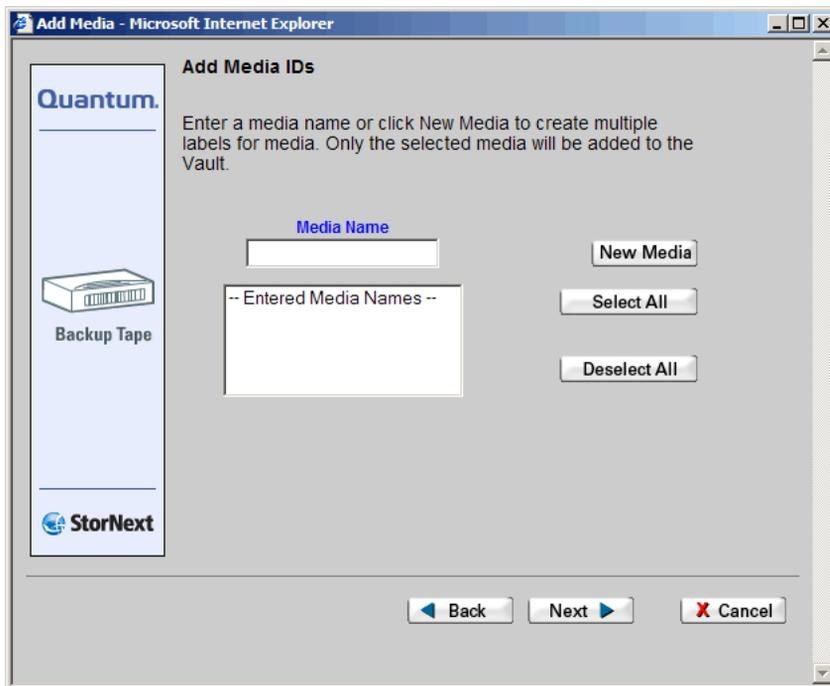 Add Media - Microsoft Internet Explorer
Quantum.
Backup Tape
StorNext
Add Media IDs
Enter a media name or click New Media to create multiple
labels for media. Only the selected media will be added to the
Vault.
Media Name
New Media
-- Entered Media Names --
Select All
Deselect All
Back
Next
X Cancel